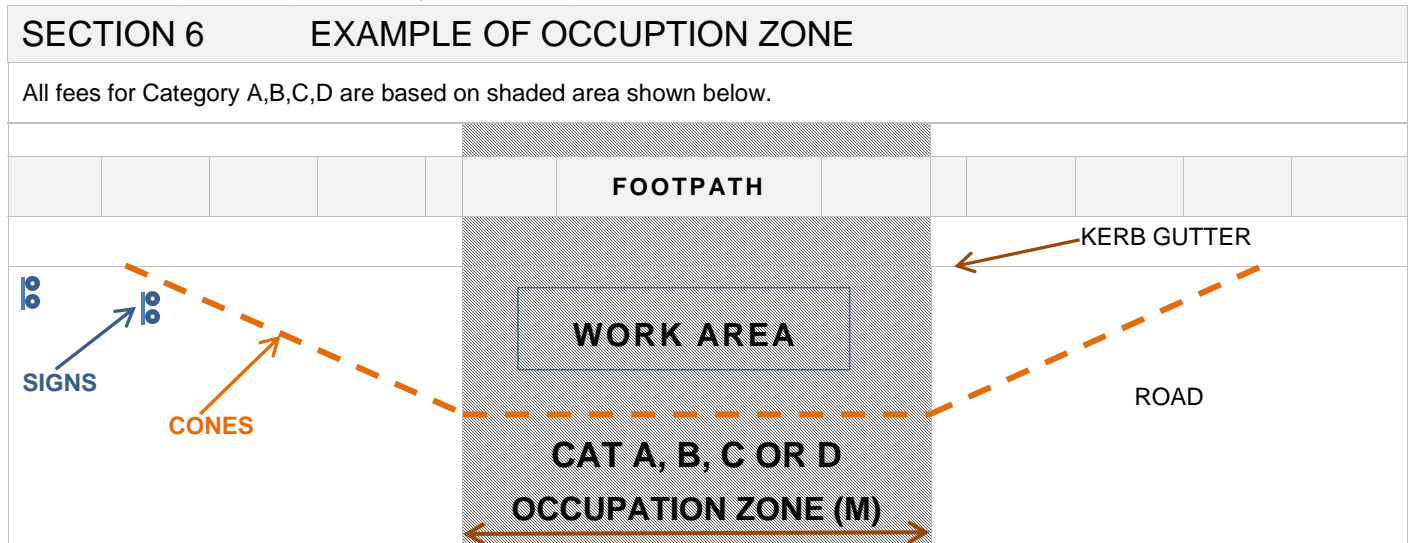 SECTION 6 EXAMPLE OF OCCUPTION ZONE
All fees for Category A,B,C,D are based on shaded area shown below.
FOOTPATH
KERB GUTTER
WORK AREA
SIGNS
ROAD
CONES
CAT A, B, C OR D
OCCUPATION ZONE (M)